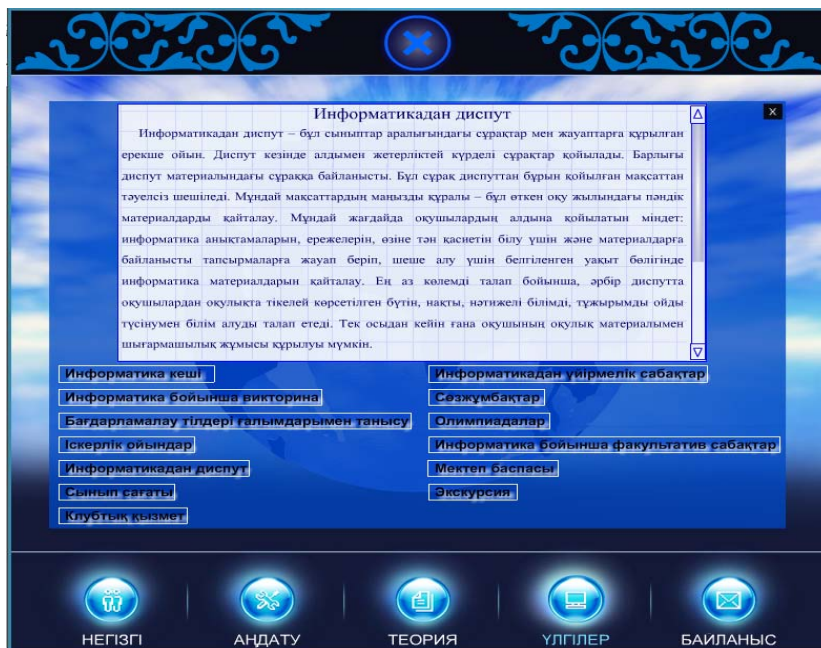 Информатикадан диспут
Информатикадан диспут – бұл сыныптар аралығындағы сұрақтар мен жауаптарға құрылған
ерекше ойын. Диспут кезінде алдымен жетерліктей күрделі сұрақтар қойылады. Барлығы
диспут материалындағы сұраққа байланысты. Бұл сұрақ диспуттан бұрын қойылған мақсаттан
тәуелсіз шешіледі. Мұндай мақсаттардың маңызды құралы – бұл өткен оқу жылындағы пәндік
материалдарды қайталау. Мұндай жағдайда оқушылардың алдына қойылатын міндет:
информатика анықтамаларын, ережелерін, өзіне тән қасиетін білу үшін және материалдарға
байланысты тапсырмаларға жауап беріп, шеше алу үшін белгіленген уақыт бөлігінде
информатика материалдарын қайталау. Ең аз көлемді талап бойынша, әрбір диспутта
оқушылардан оқулықта тікелей көрсетілген бүтін, нақты, нәтижелі білімді, тұжырымды ойды
түсінумен білім алуды талап етеді. Тек осыдан кейін ғана оқушының оқулық материалымен
шығармашылық жұмысы құрылуы мүмкін.
X
Информатика кеші
Информатика бойынша викторина
Бағдарламалау тілдері ғалымдарымен танысу
Іскерлік ойындар
Информатикадан диспут
Сынып сағаты
Клубтық қызмет
Информатикадан үйірмелік сабақтар
Сөзжұмбақтар
Олимпиадалар
Информатика бойынша факультатив сабақтар
Мектеп баспасы
Экскурсия
НЕГІЗГІ
АҢДАТУ
ТЕОРИЯ
ҮЛГІЛЕР
БАЙЛАНЫС